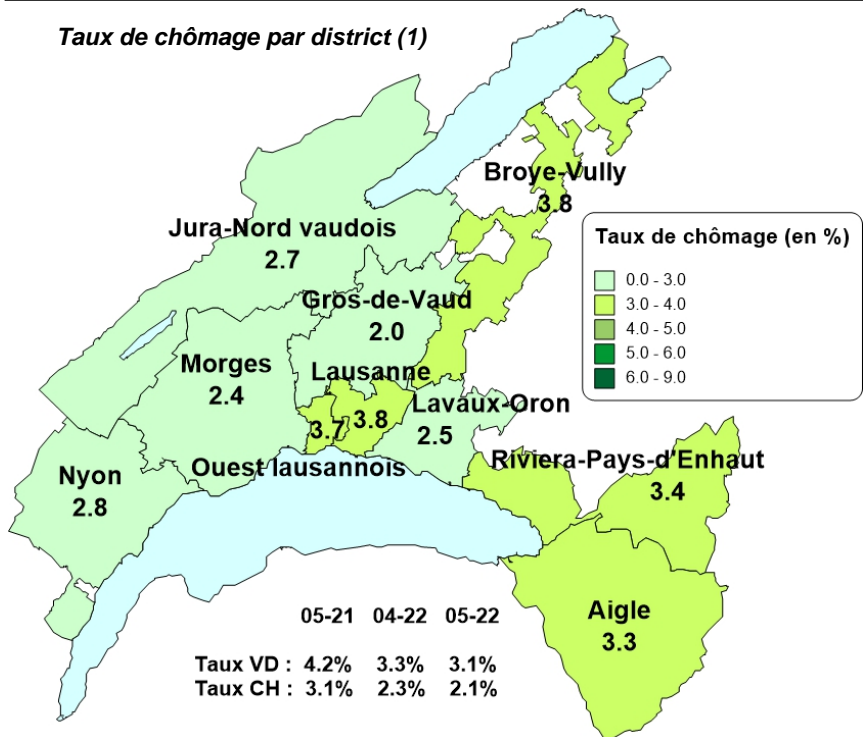 Taux de chômage par district (1)
Broye-Vully
3.8
Jura-Nord vaudois
2.7
Taux de chômage (en %)
0.0 - 3.0
3.0 - 4.0
4.0 - 5.0
5.0 - 6.0
6.0 - 9.0
Gros-de-Vaud
2.0
Morges
2.4
Lausanne
3.8
3.7
Lavaux-Oron
2.5
Ouest lausannois
Riviera-Pays-d'Enhaut
3.4
Nyon
2.8
Aigle
3.3
05-21 04-22 05-22
Taux VD : 4.2% 3.3% 3.1%
Taux CH : 3.1% 2.3% 2.1%